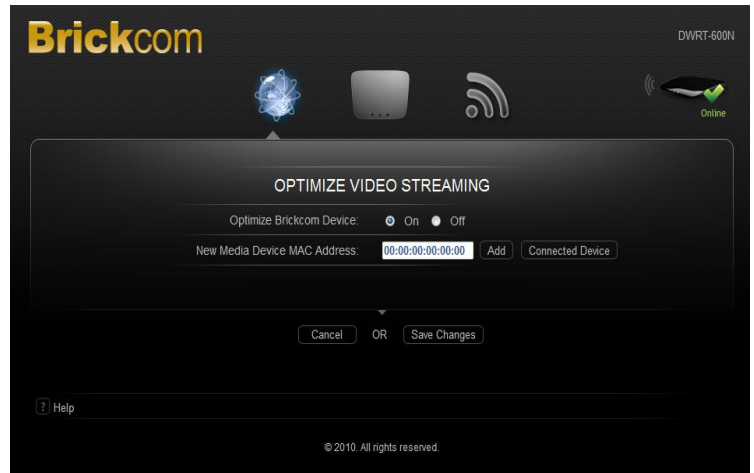 Brickcom
DWRT-600N
Online
OPTIMIZE VIDEO STREAMING
Optimize Brickcom Device: On Off
New Media Device MAC Address: 00:00:00:00:00:00 Add Connected Device
Cancel OR Save Changes
? Help
© 2010. All rights reserved.